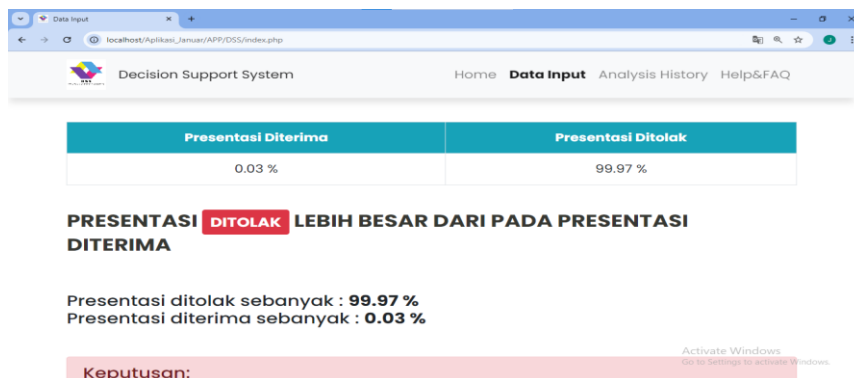 Data Input
localhost/Aplikasi_Januar/APP/DSS/index.php
Decision Support System
Home Data Input Analysis History Help&FAQ
Presentasi Diterima Presentasi Ditolak
0.03 % 99.97 %
PRESENTASI DITOLAK LEBIH BESAR DARI PADA PRESENTASI
DITERIMA
Presentasi ditolak sebanyak : 99.97 %
Presentasi diterima sebanyak : 0.03 %
Activate Windows
Go to Settings to activate Windows.
Keputusan: